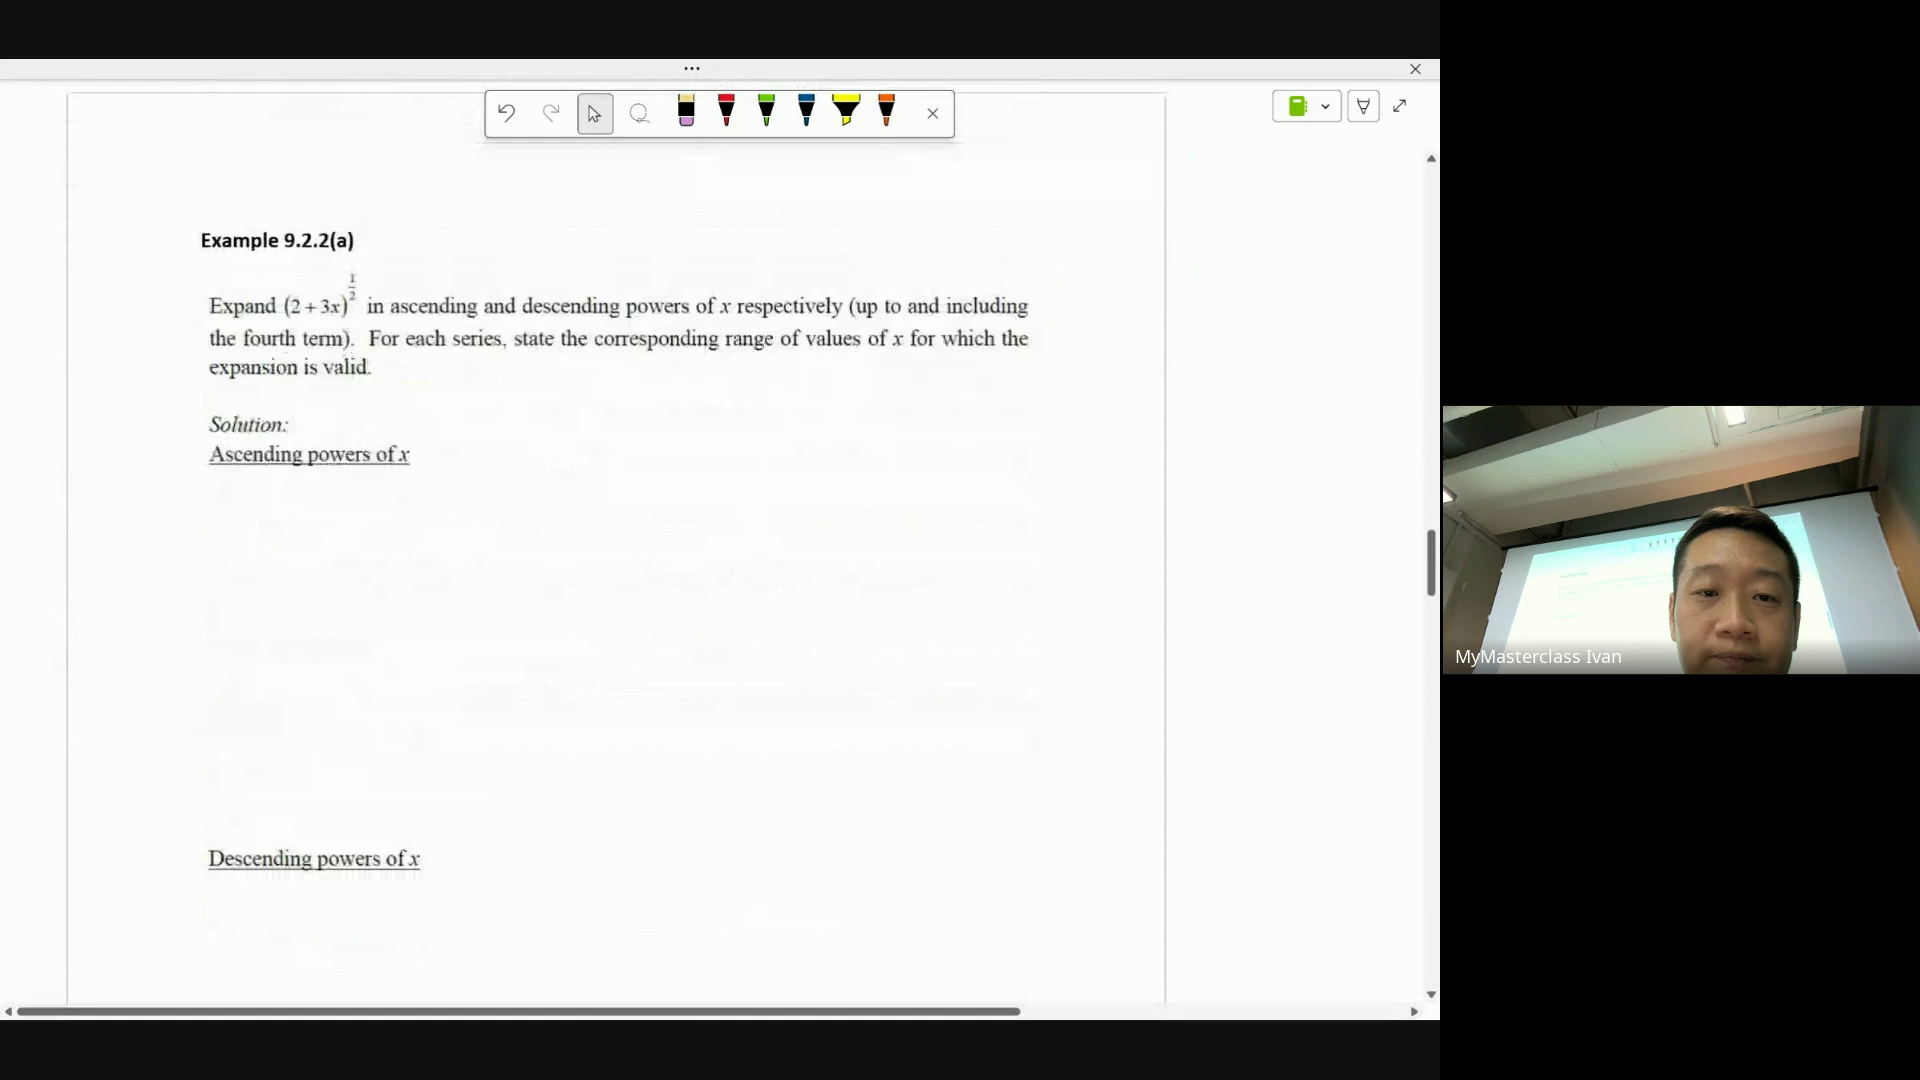 Example 9.2.2(a)
Expand (2 + 3x)^{1/2} in ascending and descending powers of x respectively (up to and including
the fourth term). For each series, state the corresponding range of values of x for which the
expansion is valid.
Solution:
Ascending powers of x
MyMasterclass Ivan
Descending powers of x